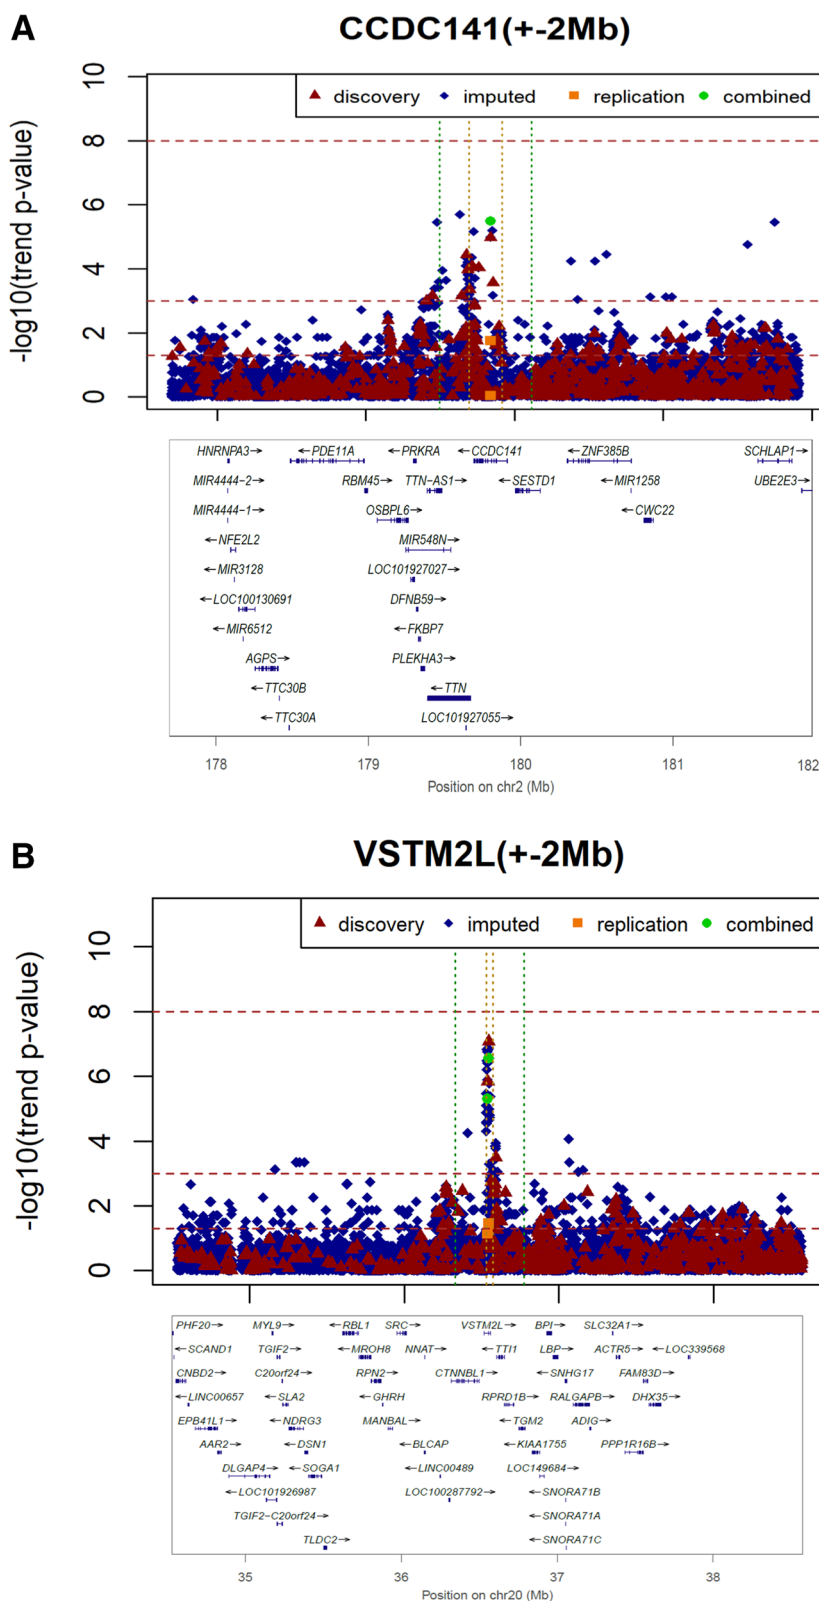 A
CCDC141(+-2Mb)
discovery imputed replication combined
-log10(trend p-value)
10
8
6
4
2
0
HNRNPA3→ ←PDE11A ←PRKRA ←CCDC141 ←ZNF385B SCHLAP1→
MIR4444-2→ RBM45→ TTN-AS1→ ←SESTD1 ←MIR1258 UBE2E3→
MIR4444-1→ OSBPL6→ ←CWC22
←NFE2L2 MIR548N→
←MIR3128 LOC101927027→
←LOC100130691 DFNB59→
←MIR6512 ←FKBP7
AGPS→ PLEKHA3→
←TTC30B ←TTN
←TTC30A LOC101927055→
178 179 180 181 182
Position on chr2 (Mb)
B
VSTM2L(+-2Mb)
discovery imputed replication combined
-log10(trend p-value)
10
8
6
4
2
0
PHF20→ MYL9→ ←RBL1 SRC→ VSTM2L→ BPI→ SLC32A1→
←SCAND1 TGIF2→ ←MROH8 NNAT→ ←TTI1 LBP→ ACTR5→ ←LOC339568
CNBD2→ C20orf24→ RPN2→ CTNNBL1→ ←SNHG17 FAM83D→
←LINC00657 ←SLA2 ←GHRH RPRD1B→ RALGAPB→ DHX35→
EPB41L1→ ←NDRG3 MANBAL→ ←TGM2 ADIG→
AAR2→ ←DSN1 ←BLCAP ←KIAA1755 PPP1R16B→
DLGAP4→ ←SOGA1 ←LINC00489 LOC149684→
←LOC101926987 LOC100287792→ ←SNORA71B
TGIF2-C20orf24→ ←SNORA71A
TLDC2→ ←SNORA71C
35 36 37 38
Position on chr20 (Mb)